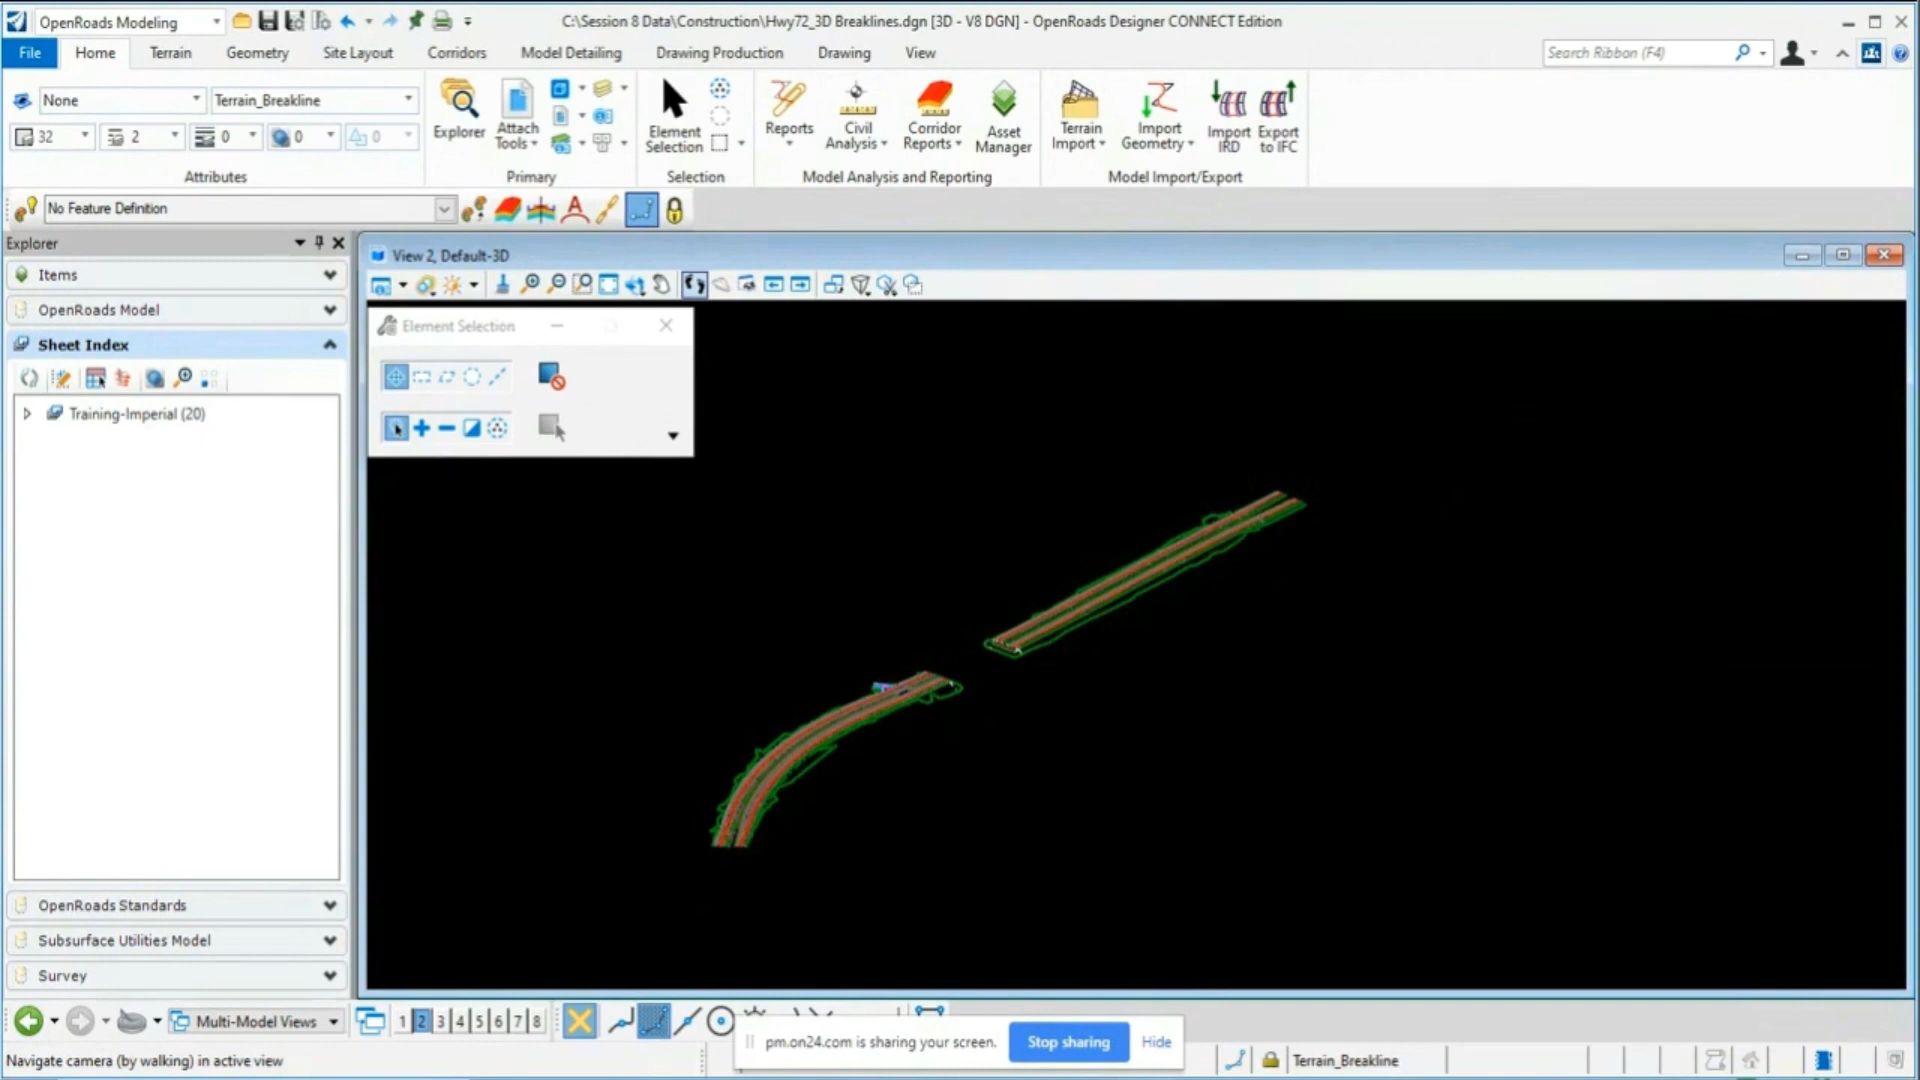 OpenRoads Modeling
C:\Session 8 Data\Construction\Hwy72_3D Breaklines.dgn [3D - V8 DGN] - OpenRoads Designer CONNECT Edition
File Home Terrain Geometry Site Layout Corridors Model Detailing Drawing Production Drawing View
Search Ribbon (F4)
None Terrain_Breakline
32 2 0 0 0
Attributes
Explorer
Attach Tools
Primary
Element Selection
Selection
Reports
Civil Analysis
Corridor Reports
Asset Manager
Model Analysis and Reporting
Terrain Import
Import Geometry
Import IRD
Export to IFC
Model Import/Export
No Feature Definition
Explorer
Items
OpenRoads Model
Sheet Index
Training-Imperial (20)
OpenRoads Standards
Subsurface Utilities Model
Survey
View 2, Default-3D
Element Selection
Multi-Model Views
1 2 3 4 5 6 7 8
pm.on24.com is sharing your screen.
Stop sharing
Hide
Navigate camera (by walking) in active view
Terrain_Breakline